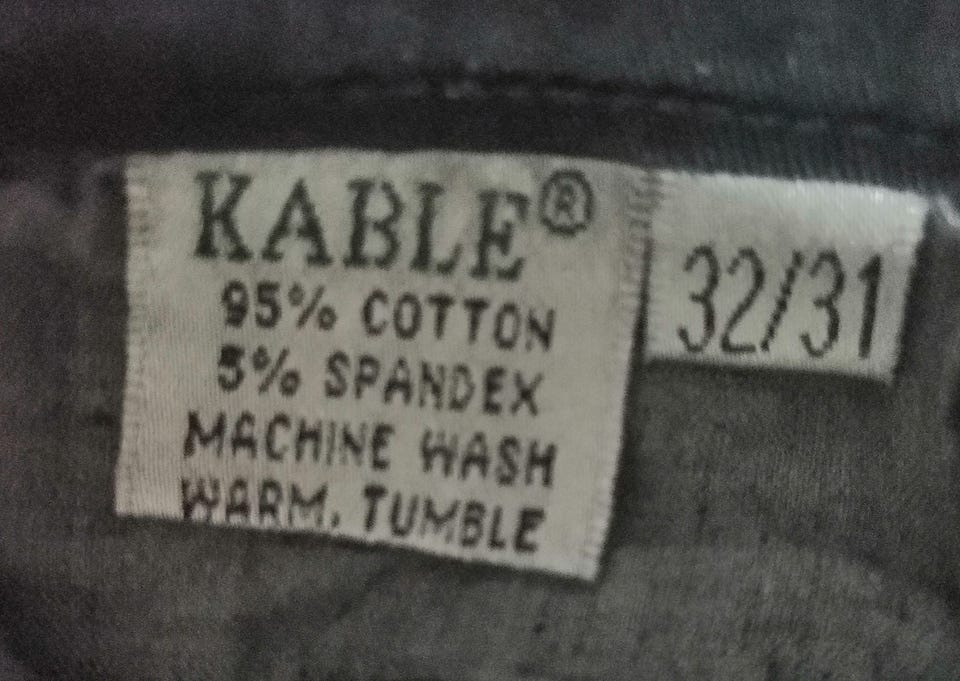 KABLE®
95% COTTON
5% SPANDEX
MACHINE WASH
WARM, TUMBLE
32/31